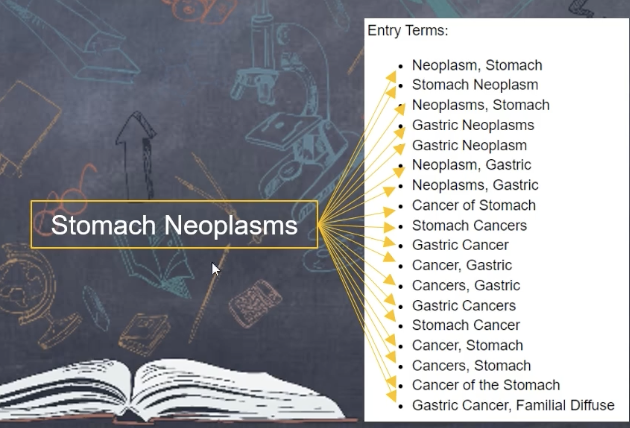 Entry Terms:
Neoplasm, Stomach
Stomach Neoplasm
Neoplasms, Stomach
Gastric Neoplasms
Gastric Neoplasm
Neoplasm, Gastric
Neoplasms, Gastric
Cancer of Stomach
Stomach Cancers
Gastric Cancer
Cancer, Gastric
Cancers, Gastric
Gastric Cancers
Stomach Cancer
Cancer, Stomach
Cancers, Stomach
Cancer of the Stomach
Gastric Cancer, Familial Diffuse
Stomach Neoplasms